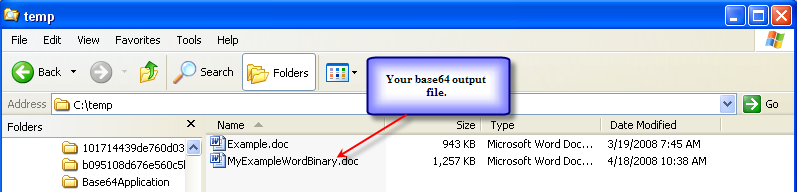 temp
File Edit View Favorites Tools Help
Back Search Folders
Your base64 output
file.
Address C:\temp Go
Folders Name Size Type Date Modified
101714439de760d03 Example.doc 943 KB Microsoft Word Doc... 3/19/2008 7:45 AM
b095108d676e560c5l MyExampleWordBinary.doc 1,257 KB Microsoft Word Doc... 4/18/2008 10:38 AM
Base64Application